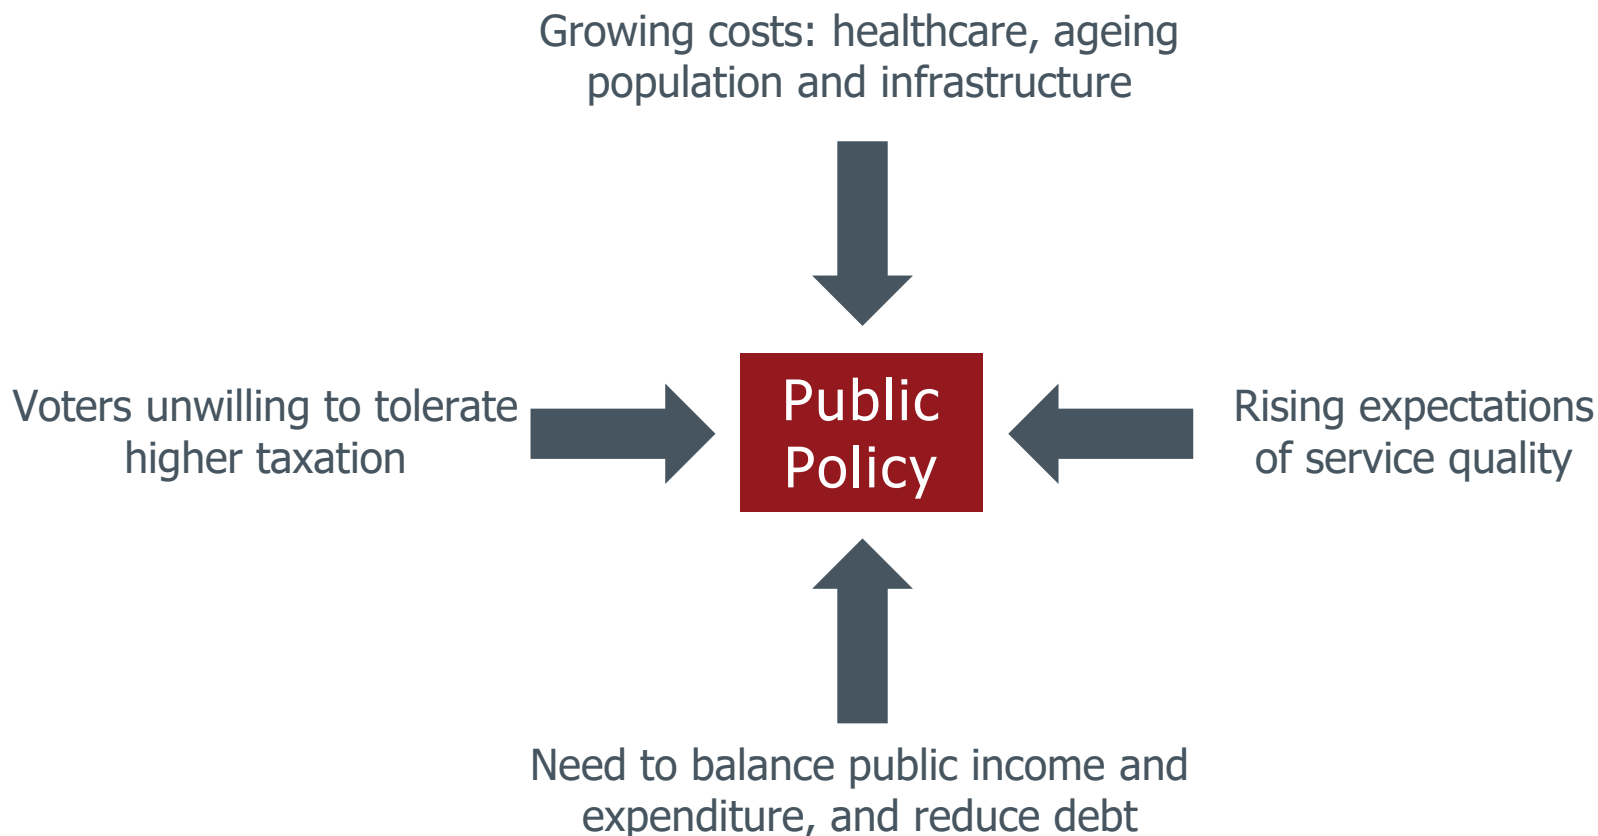 Growing costs: healthcare, ageing
population and infrastructure
Voters unwilling to tolerate
higher taxation
Public
Policy
Rising expectations
of service quality
Need to balance public income and
expenditure, and reduce debt